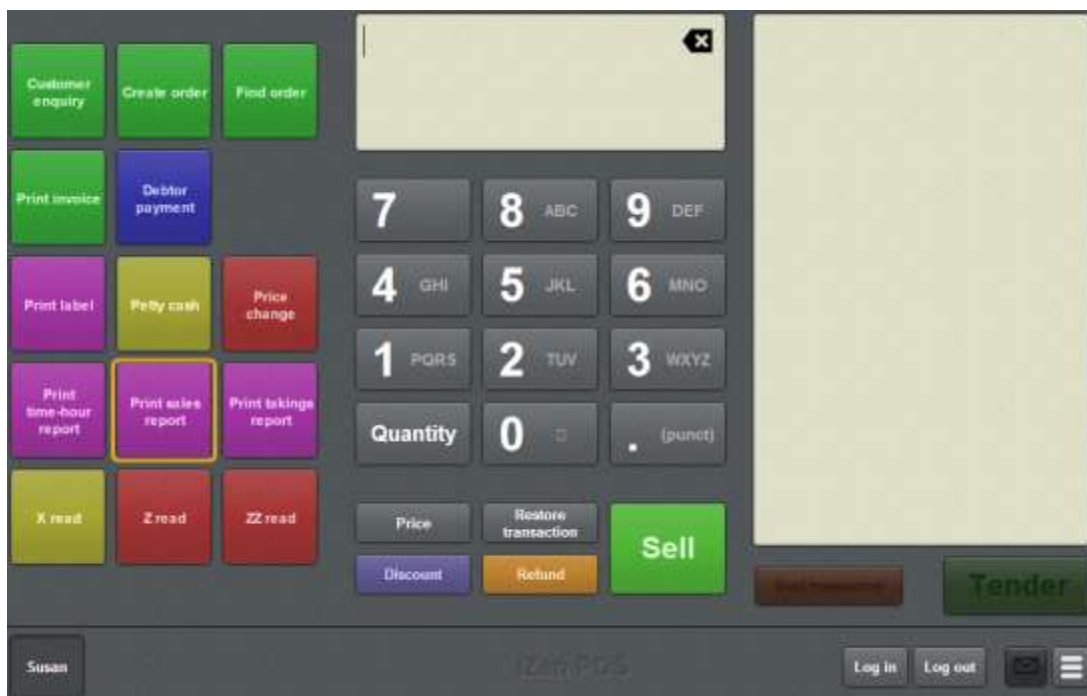 Customer
enquiry
Create order
Find order
Print invoice
Debtor
payment
Print label
Petty cash
Price
change
Print
time-hour
report
Print sales
report
Print takings
report
X read
Z read
ZZ read
7
8 ABC
9 DEF
4 GHI
5 JKL
6 MNO
1 PQRS
2 TUV
3 WXYZ
Quantity
0
. (punct)
Price
Restore
transaction
Discount
Refund
Sell
Tender
Susan
Log in
Log out